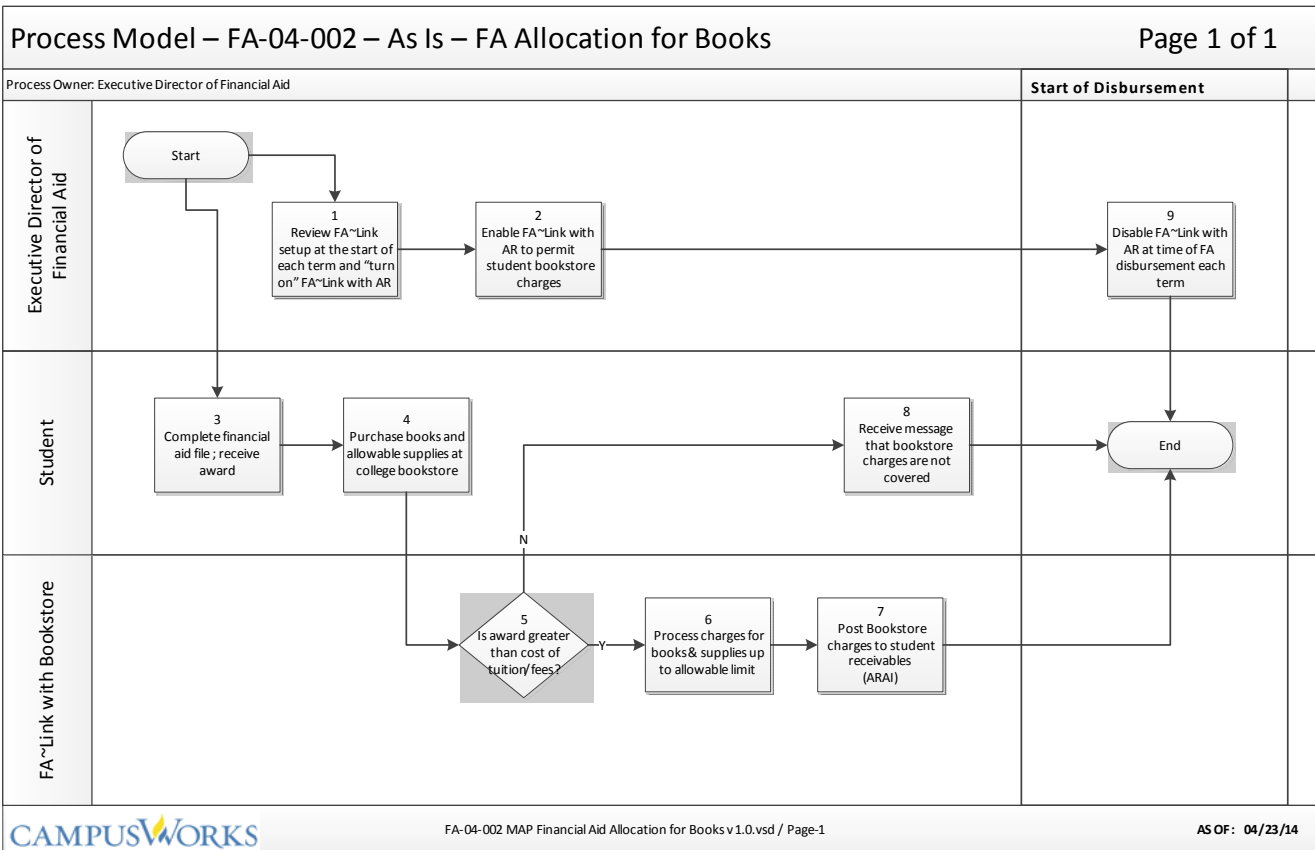 Process Model – FA-04-002 – As Is – FA Allocation for Books
Page 1 of 1
Process Owner: Executive Director of Financial Aid
Start of Disbursement
Executive Director of
Financial Aid
Start
1
Review FA~Link
setup at the start of
each term and “turn
on” FA~Link with AR
2
Enable FA~Link with
AR to permit
student bookstore
charges
9
Disable FA~Link with
AR at time of FA
disbursement each
term
Student
3
Complete financial
aid file ; receive
award
4
Purchase books and
allowable supplies at
college bookstore
8
Receive message
that bookstore
charges are not
covered
End
N
FA~Link with Bookstore
5
Is award greater
than cost of
tuition/fees?
Y
6
Process charges for
books& supplies up
to allowable limit
7
Post Bookstore
charges to student
receivables
(ARAI)
CAMPUSWORKS
FA-04-002 MAP Financial Aid Allocation for Books v 1.0.vsd / Page-1
AS OF: 04/23/14